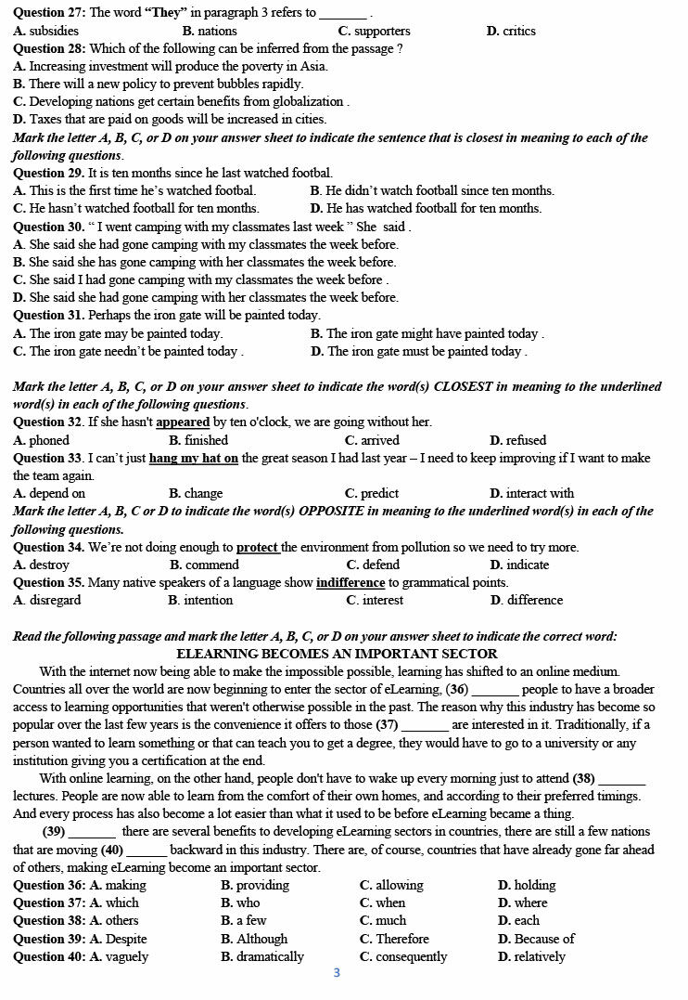 Question 27: The word “They” in paragraph 3 refers to ________ .
A. subsidies B. nations C. supporters D. critics
Question 28: Which of the following can be inferred from the passage ?
A. Increasing investment will produce the poverty in Asia.
B. There will a new policy to prevent bubbles rapidly.
C. Developing nations get certain benefits from globalization .
D. Taxes that are paid on goods will be increased in cities.
Mark the letter A, B, C, or D on your answer sheet to indicate the sentence that is closest in meaning to each of the
following questions.
Question 29. It is ten months since he last watched footbal.
A. This is the first time he’s watched footbal. B. He didn’t watch football since ten months.
C. He hasn’t watched football for ten months. D. He has watched football for ten months.
Question 30. “ I went camping with my classmates last week ” She said .
A. She said she had gone camping with my classmates the week before.
B. She said she has gone camping with her classmates the week before.
C. She said I had gone camping with my classmates the week before .
D. She said she had gone camping with her classmates the week before.
Question 31. Perhaps the iron gate will be painted today.
A. The iron gate may be painted today. B. The iron gate might have painted today .
C. The iron gate needn’t be painted today . D. The iron gate must be painted today .
Mark the letter A, B, C, or D on your answer sheet to indicate the word(s) CLOSEST in meaning to the underlined
word(s) in each of the following questions.
Question 32. If she hasn't appeared by ten o'clock, we are going without her.
A. phoned B. finished C. arrived D. refused
Question 33. I can’t just hang my hat on the great season I had last year – I need to keep improving if I want to make
the team again.
A. depend on B. change C. predict D. interact with
Mark the letter A, B, C or D to indicate the word(s) OPPOSITE in meaning to the underlined word(s) in each of the
following questions.
Question 34. We’re not doing enough to protect the environment from pollution so we need to try more.
A. destroy B. commend C. defend D. indicate
Question 35. Many native speakers of a language show indifference to grammatical points.
A. disregard B. intention C. interest D. difference
Read the following passage and mark the letter A, B, C, or D on your answer sheet to indicate the correct word:
ELEARNING BECOMES AN IMPORTANT SECTOR
With the internet now being able to make the impossible possible, learning has shifted to an online medium.
Countries all over the world are now beginning to enter the sector of eLearning, (36) ________ people to have a broader
access to learning opportunities that weren't otherwise possible in the past. The reason why this industry has become so
popular over the last few years is the convenience it offers to those (37) ________ are interested in it. Traditionally, if a
person wanted to learn something or that can teach you to get a degree, they would have to go to a university or any
institution giving you a certification at the end.
With online learning, on the other hand, people don't have to wake up every morning just to attend (38) ________
lectures. People are now able to learn from the comfort of their own homes, and according to their preferred timings.
And every process has also become a lot easier than what it used to be before eLearning became a thing.
(39) ________ there are several benefits to developing eLearning sectors in countries, there are still a few nations
that are moving (40) _______ backward in this industry. There are, of course, countries that have already gone far ahead
of others, making eLearning become an important sector.
Question 36: A. making B. providing C. allowing D. holding
Question 37: A. which B. who C. when D. where
Question 38: A. others B. a few C. much D. each
Question 39: A. Despite B. Although C. Therefore D. Because of
Question 40: A. vaguely B. dramatically C. consequently D. relatively
3